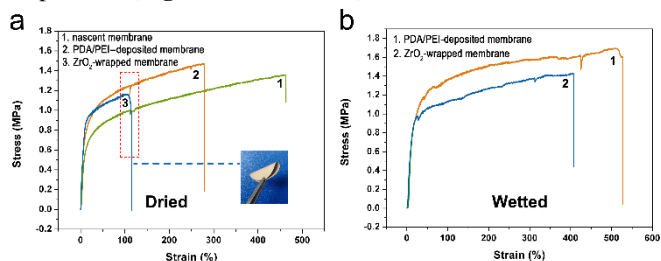 a
1. nascent membrane
2. PDA/PEI–deposited membrane
3. ZrO2-wrapped membrane
1.8
1.6
1.4
1.2
1.0
0.8
0.6
0.4
0.2
0.0
-0.2
Stress (MPa)
3
2
1
Dried
0 100 200 300 400 500
Strain (%)
b
1. PDA/PEI-deposited membrane
2. ZrO2-wrapped membrane
1.8
1.6
1.4
1.2
1.0
0.8
0.6
0.4
0.2
0.0
-0.2
Stress (MPa)
1
2
Wetted
0 100 200 300 400 500 600
Strain (%)